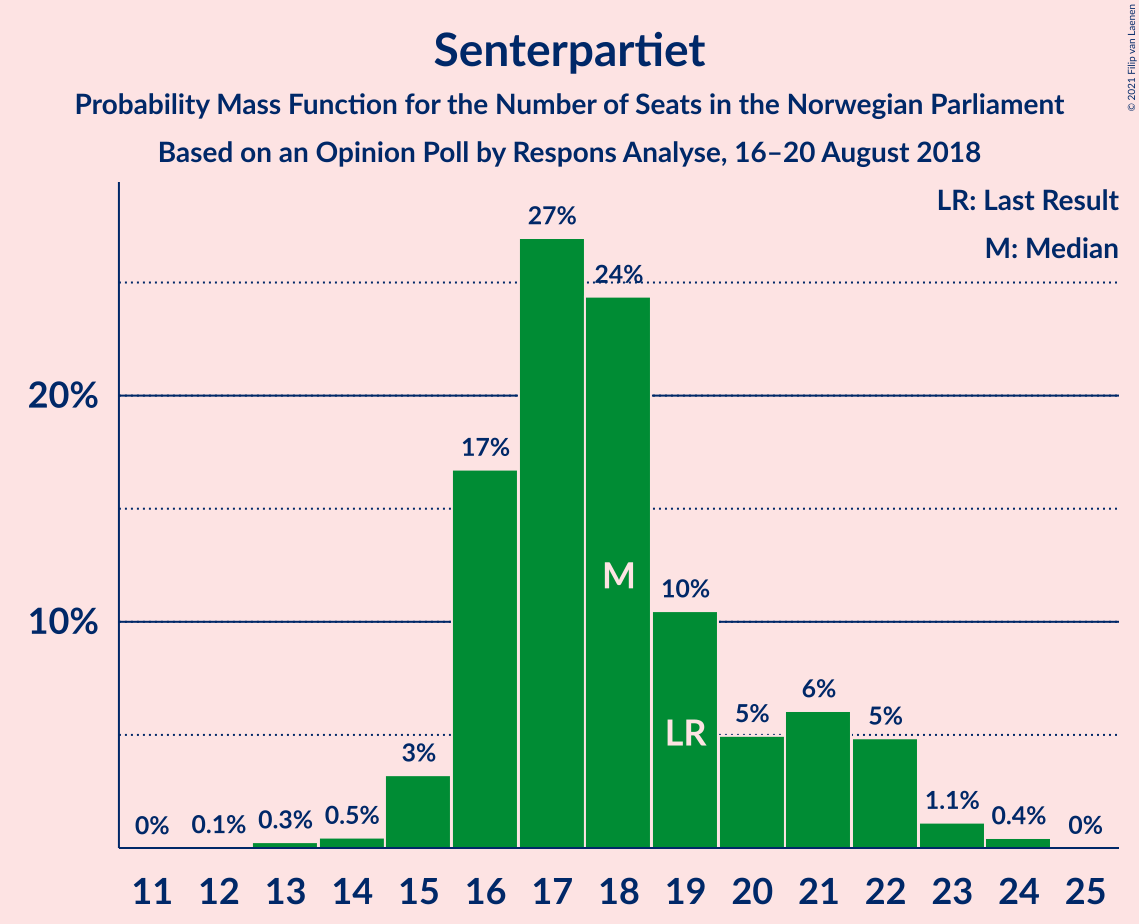 Senterpartiet
Probability Mass Function for the Number of Seats in the Norwegian Parliament
Based on an Opinion Poll by Respons Analyse, 16–20 August 2018
© 2021 Filip van Laenen
LR: Last Result
M: Median
27%
24%
20%
17%
M
10%
10%
LR
6%
5%
5%
3%
0%
0.1%
0.3%
0.5%
1.1%
0.4%
0%
11 12 13 14 15 16 17 18 19 20 21 22 23 24 25